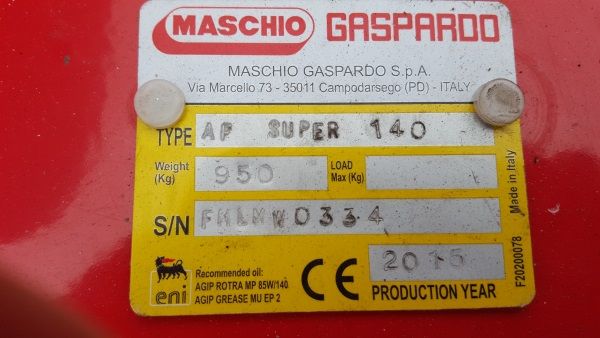 MASCHIO GASPARDO
MASCHIO GASPARDO S.p.A.
Via Marcello 73 - 35011 Campodarsego (PD) - ITALY
TYPE AP SUPER 140
Weight (Kg) 950 LOAD Max (Kg)
S/N FMLMW0334
2015
PRODUCTION YEAR
CE
eni
Recommended oil:
AGIP ROTRA MP 85W/140
AGIP GREASE MU EP 2
Made in Italy
F20200078